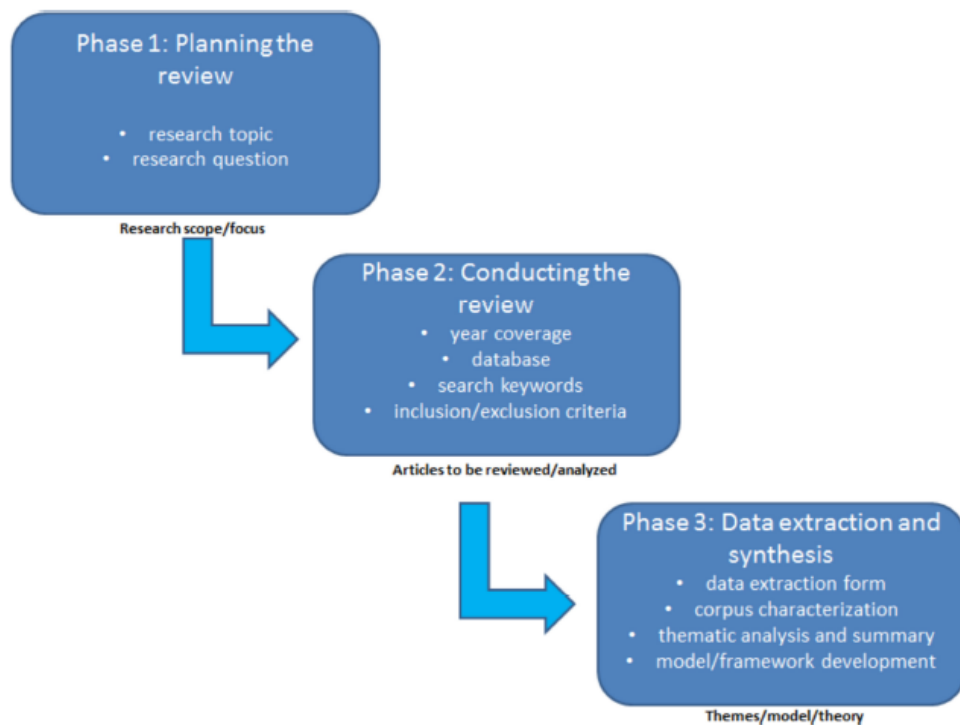 Phase 1: Planning the
review
• research topic
• research question
Research scope/focus
Phase 2: Conducting the
review
• year coverage
• database
• search keywords
• inclusion/exclusion criteria
Articles to be reviewed/analyzed
Phase 3: Data extraction and
synthesis
• data extraction form
• corpus characterization
• thematic analysis and summary
• model/framework development
Themes/model/theory